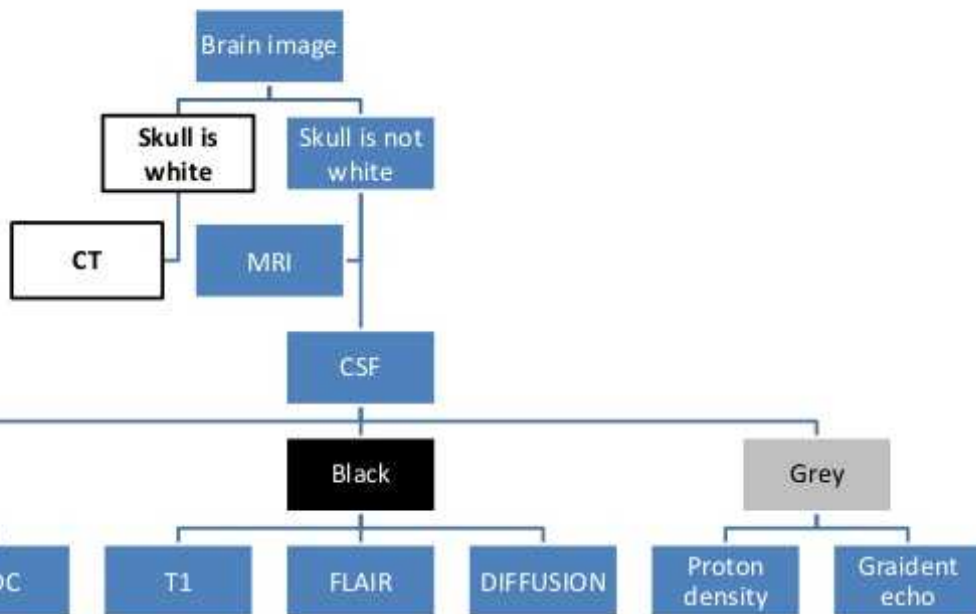 Brain image
Skull is
white
Skull is not
white
CT
MRI
CSF
Black
Grey
T1
FLAIR
DIFFUSION
Proton
density
Graident
echo